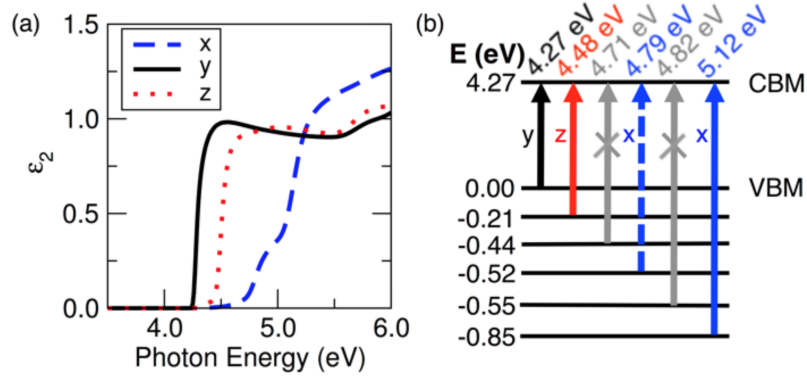 (a)
1.5
1.0
0.5
0.0
ε2
x
y
z
4.0 5.0 6.0
Photon Energy (eV)
(b)
E (eV) 4.27 eV 4.48 eV 4.71 eV 4.79 eV 4.82 eV 5.12 eV
4.27 CBM
y z x x
0.00 VBM
-0.21
-0.44
-0.52
-0.55
-0.85